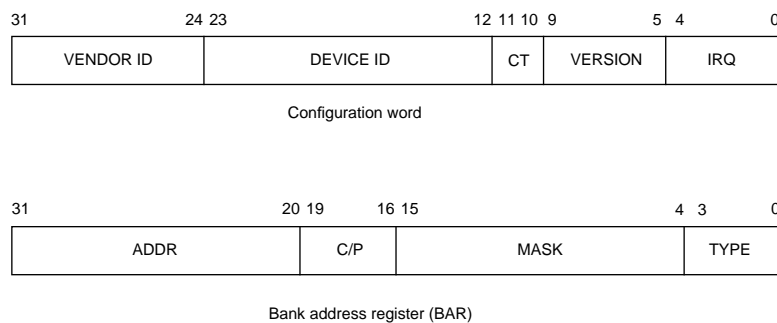 31 24 23 12 11 10 9 5 4 0
VENDOR ID DEVICE ID CT VERSION IRQ
Configuration word
31 20 19 16 15 4 3 0
ADDR C/P MASK TYPE
Bank address register (BAR)